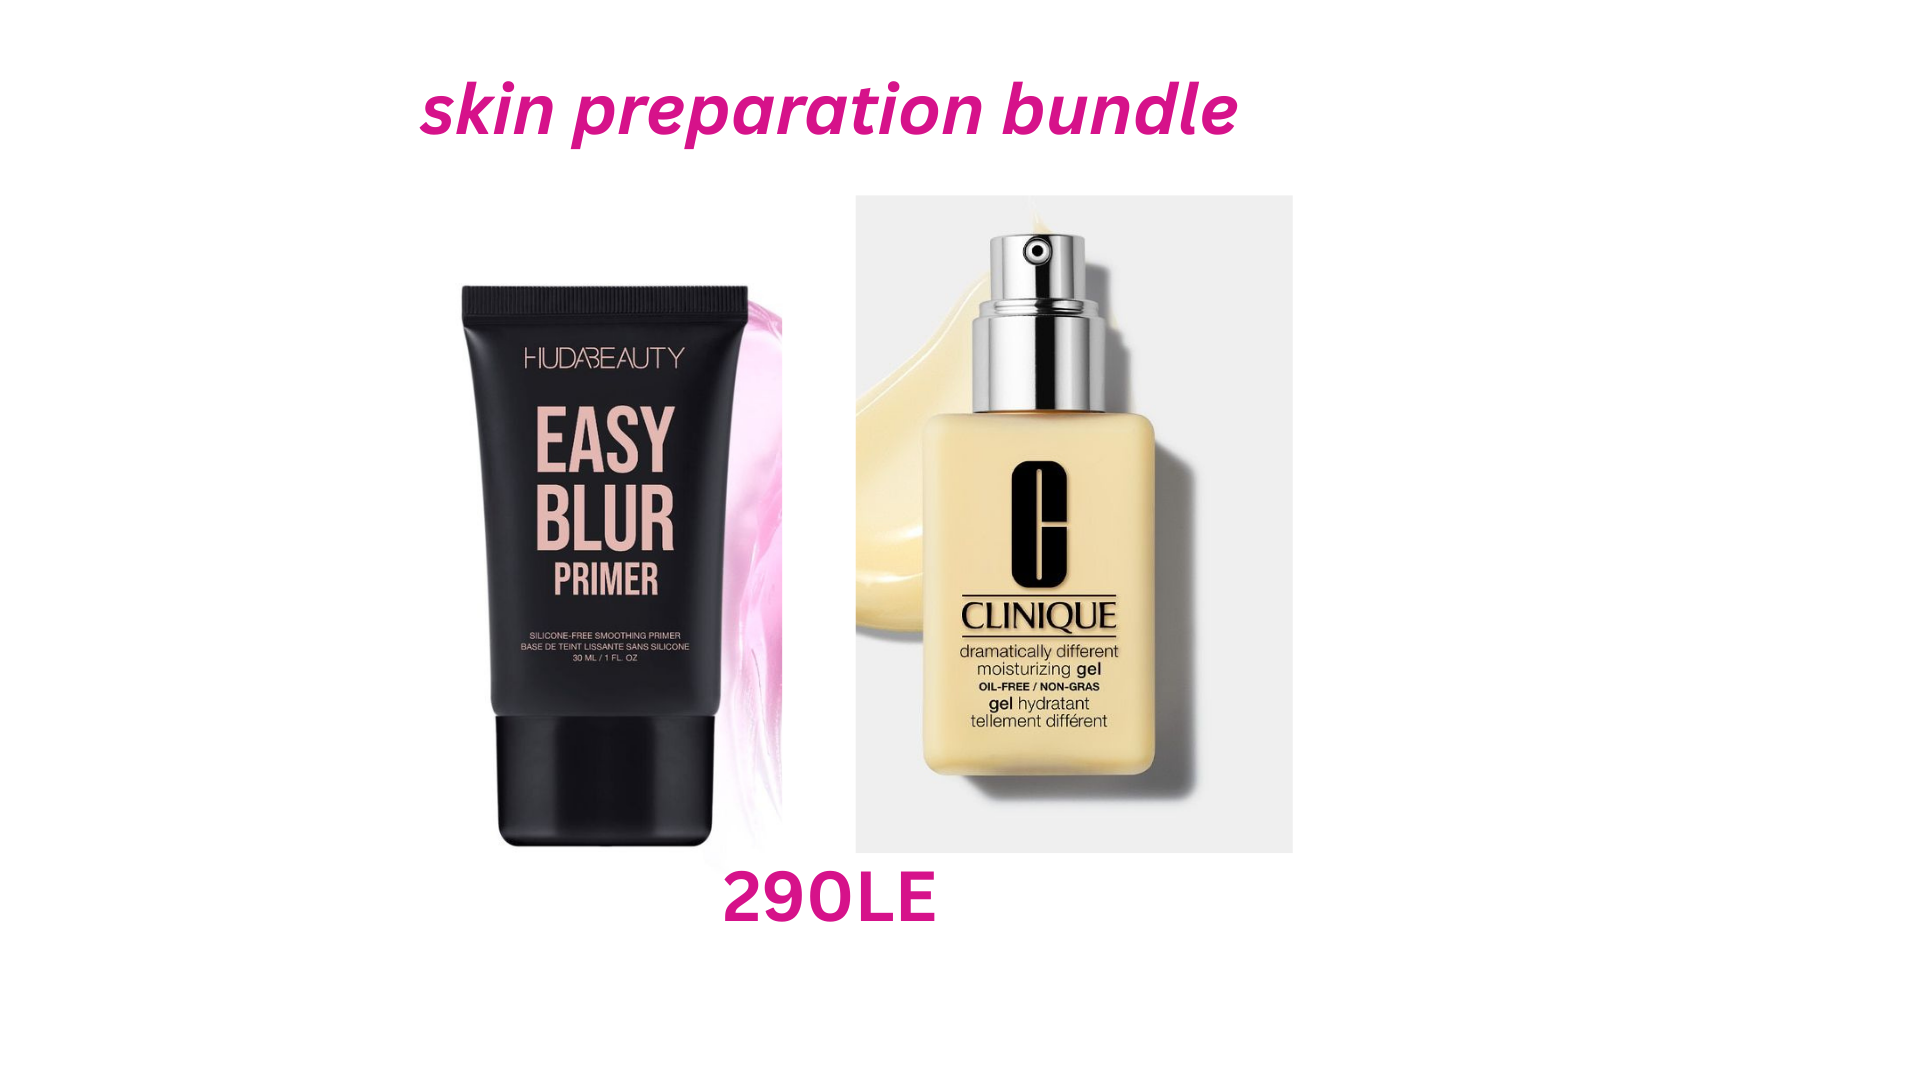 skin preparation bundle
HUDABEAUTY
EASY
BLUR
PRIMER
SILICONE-FREE SMOOTHING PRIMER
BASE DE TEINT LISSANTE SANS SILICONE
30 ML / 1 FL. OZ
CLINIQUE
dramatically different
moisturizing gel
OIL-FREE / NON-GRAS
gel hydratant
tellement différent
290LE